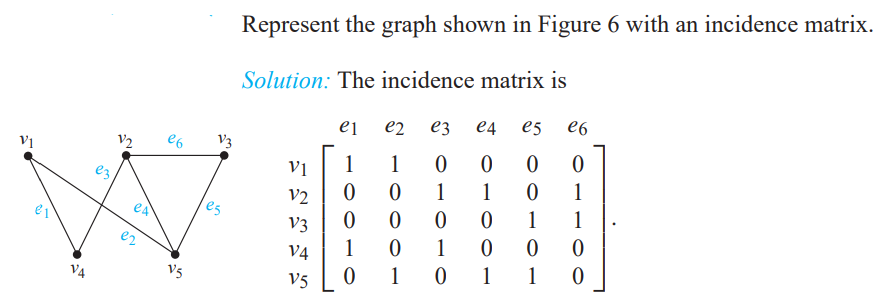 Represent the graph shown in Figure 6 with an incidence matrix.
Solution: The incidence matrix is
e1 e2 e3 e4 e5 e6
v1 1 1 0 0 0 0
v2 0 0 1 1 0 1
v3 0 0 0 0 1 1
v4 1 0 1 0 0 0
v5 0 1 0 1 1 0 .
v1 v2 e6 v3
e3
e1 e4 e5
e2
v4 v5